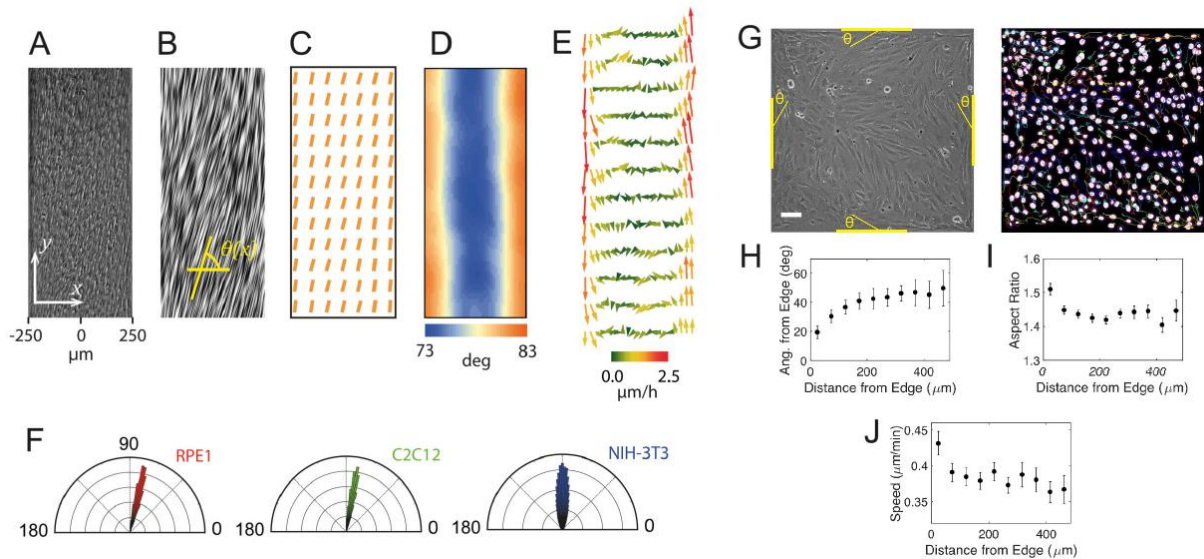 A
y
x
-250
0
250
μm
B
θ(x)
C
D
73
83
deg
E
0.0
2.5
μm/h
F
90
RPE1
180
0
C2C12
180
0
NIH-3T3
180
0
G
θ
θ
θ
θ
H
Ang. from Edge (deg)
60
40
20
0
0
200
400
Distance from Edge (μm)
I
Aspect Ratio
1.6
1.5
1.4
1.3
0
200
400
Distance from Edge (μm)
J
Speed (μm/min)
0.45
0.4
0.35
0
200
400
Distance from Edge (μm)